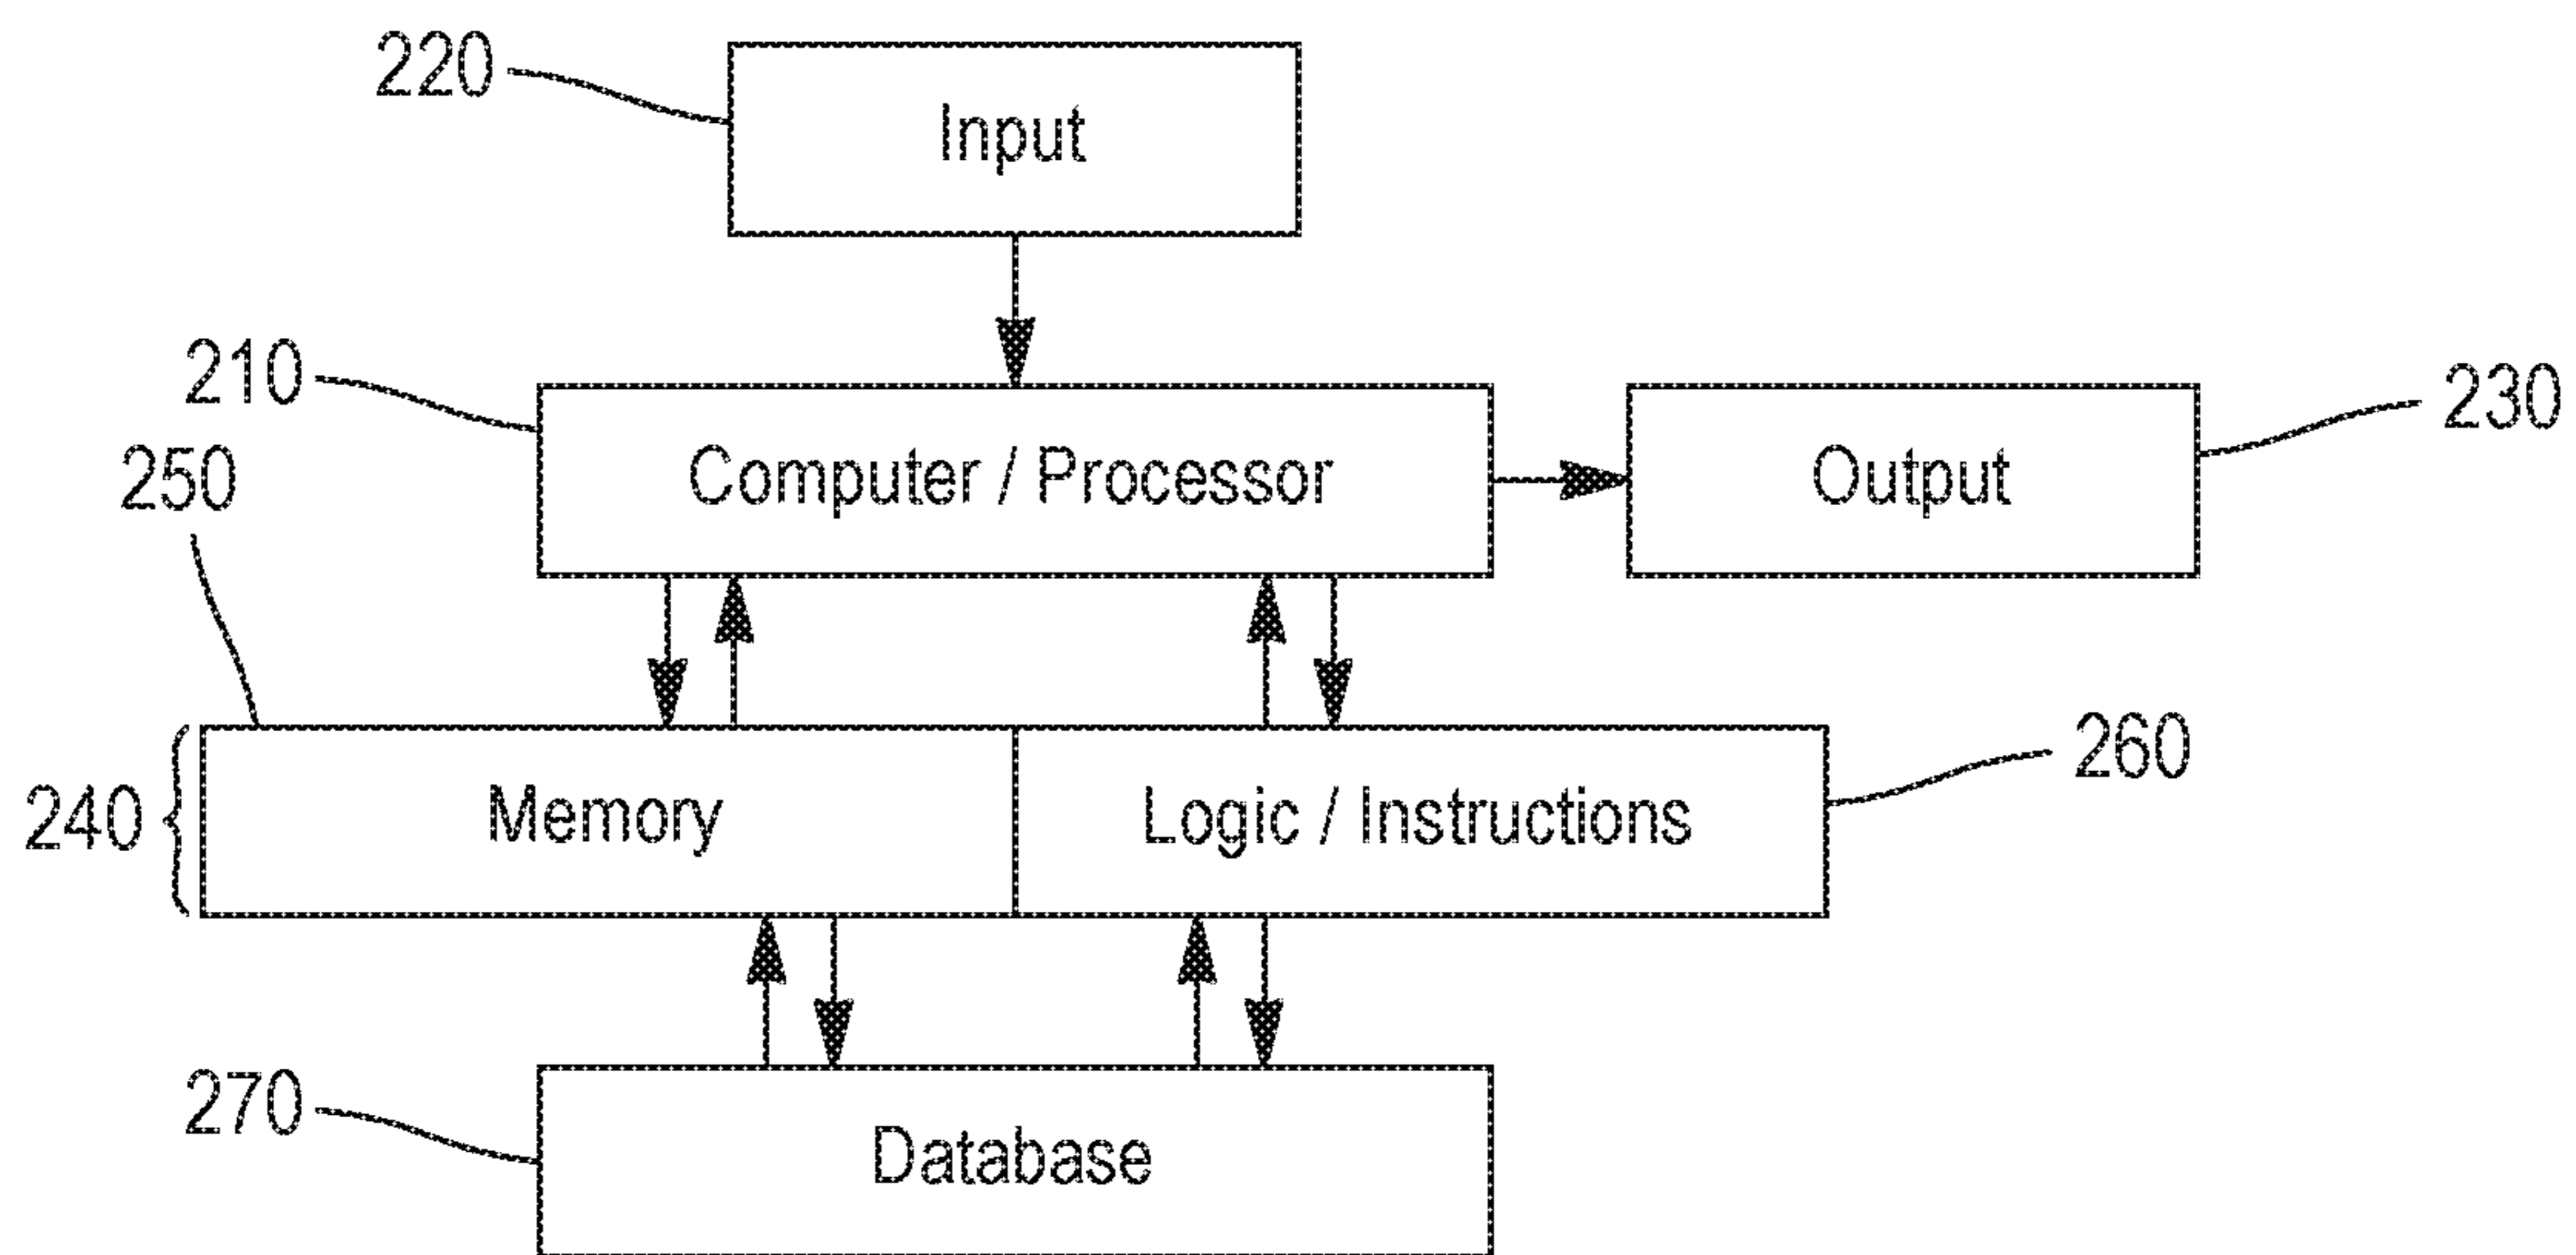 220
Input
210
Computer / Processor
Output
230
250
240
Memory
Logic / Instructions
260
270
Database